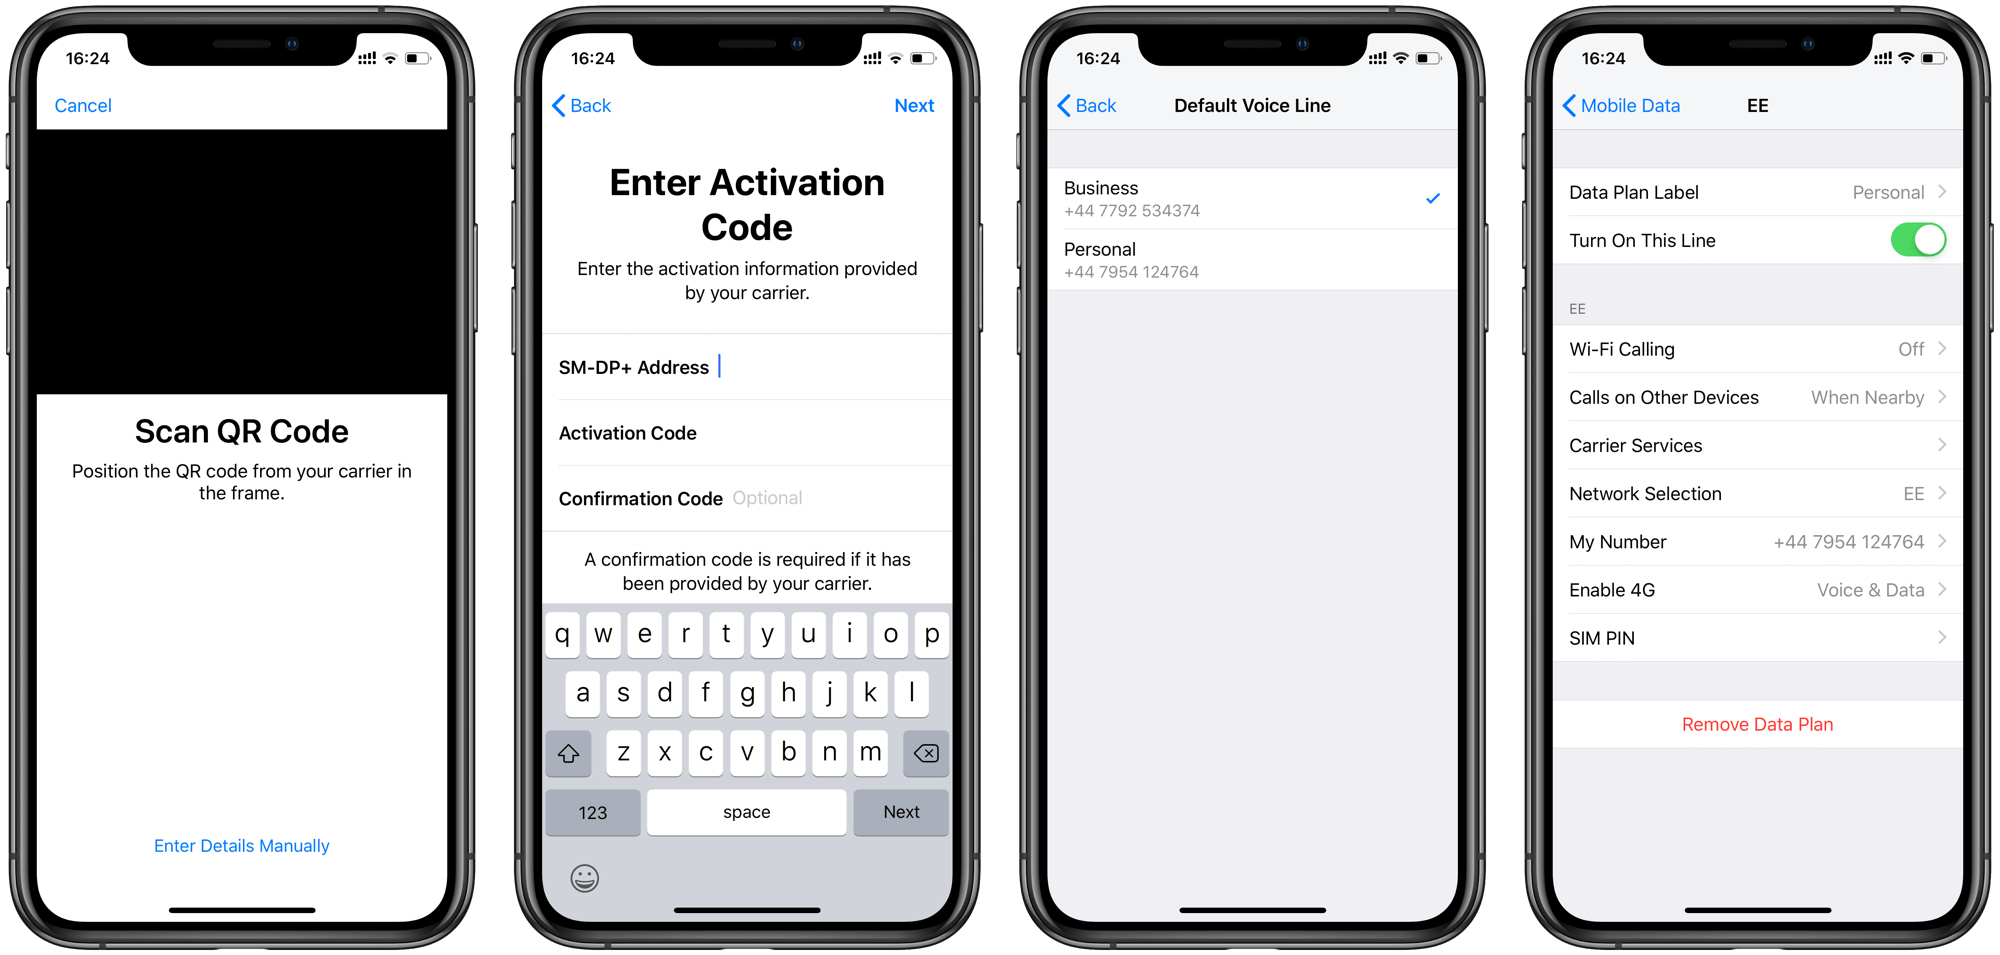 16:24
Cancel
Scan QR Code
Position the QR code from your carrier in
the frame.
Enter Details Manually
16:24
Back
Next
Enter Activation
Code
Enter the activation information provided
by your carrier.
SM-DP+ Address
Activation Code
Confirmation Code Optional
A confirmation code is required if it has
been provided by your carrier.
q w e r t y u i o p
a s d f g h j k l
z x c v b n m
123 space Next
16:24
Back
Default Voice Line
Business
+44 7792 534374
Personal
+44 7954 124764
16:24
Mobile Data
EE
Data Plan Label Personal
Turn On This Line
EE
Wi-Fi Calling Off
Calls on Other Devices When Nearby
Carrier Services
Network Selection EE
My Number +44 7954 124764
Enable 4G Voice & Data
SIM PIN
Remove Data Plan